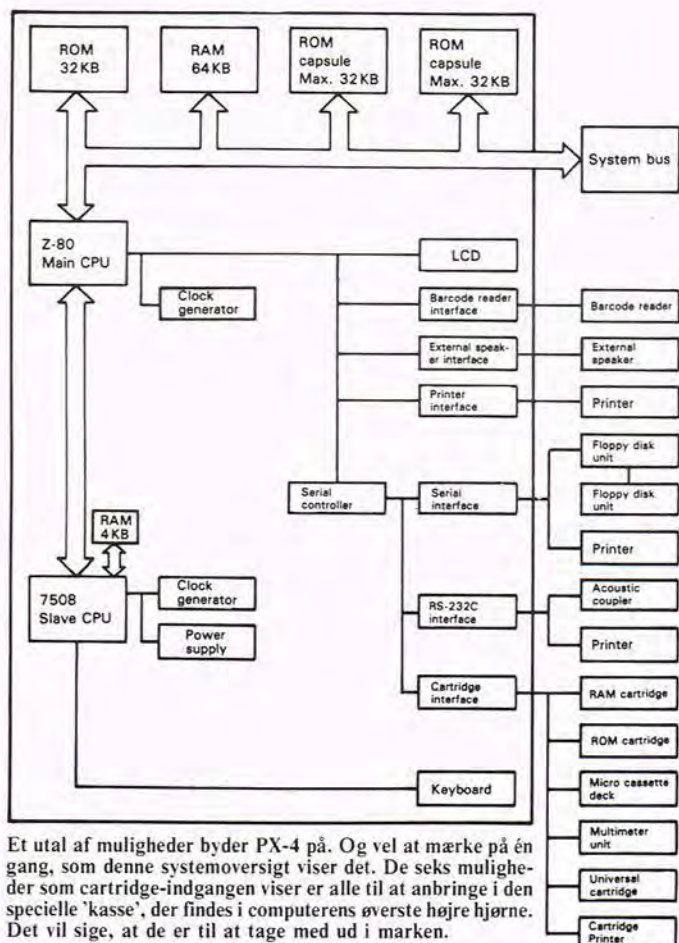 ROM
32KB
RAM
64KB
ROM
capsule
Max. 32KB
ROM
capsule
Max. 32KB
System bus
Z-80
Main CPU
LCD
Clock
generator
Barcode reader
interface
Barcode reader
External speak-
er interface
External
speaker
Printer
interface
Printer
Serial
controller
Serial
interface
Floppy disk
unit
Floppy disk
unit
Printer
RAM
4KB
7508
Slave CPU
Clock
generator
Power
supply
RS-232C
interface
Acoustic
coupler
Printer
Cartridge
interface
RAM cartridge
ROM cartridge
Micro cassette
deck
Multimeter
unit
Universal
cartridge
Cartridge
Printer
Keyboard
Et utal af muligheder byder PX-4 på. Og vel at mærke på én
gang, som denne systemoversigt viser det. De seks mulighe-
der som cartridge-indgangen viser er alle til at anbringe i den
specielle 'kasse', der findes i computerens øverste højre hjørne.
Det vil sige, at de er til at tage med ud i marken.